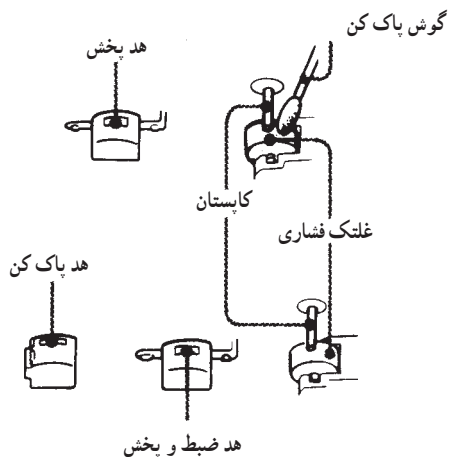 گوش پاک کن
هد پخش
کاپستان
غلتک فشاری
هد پاک کن
هد ضبط و پخش